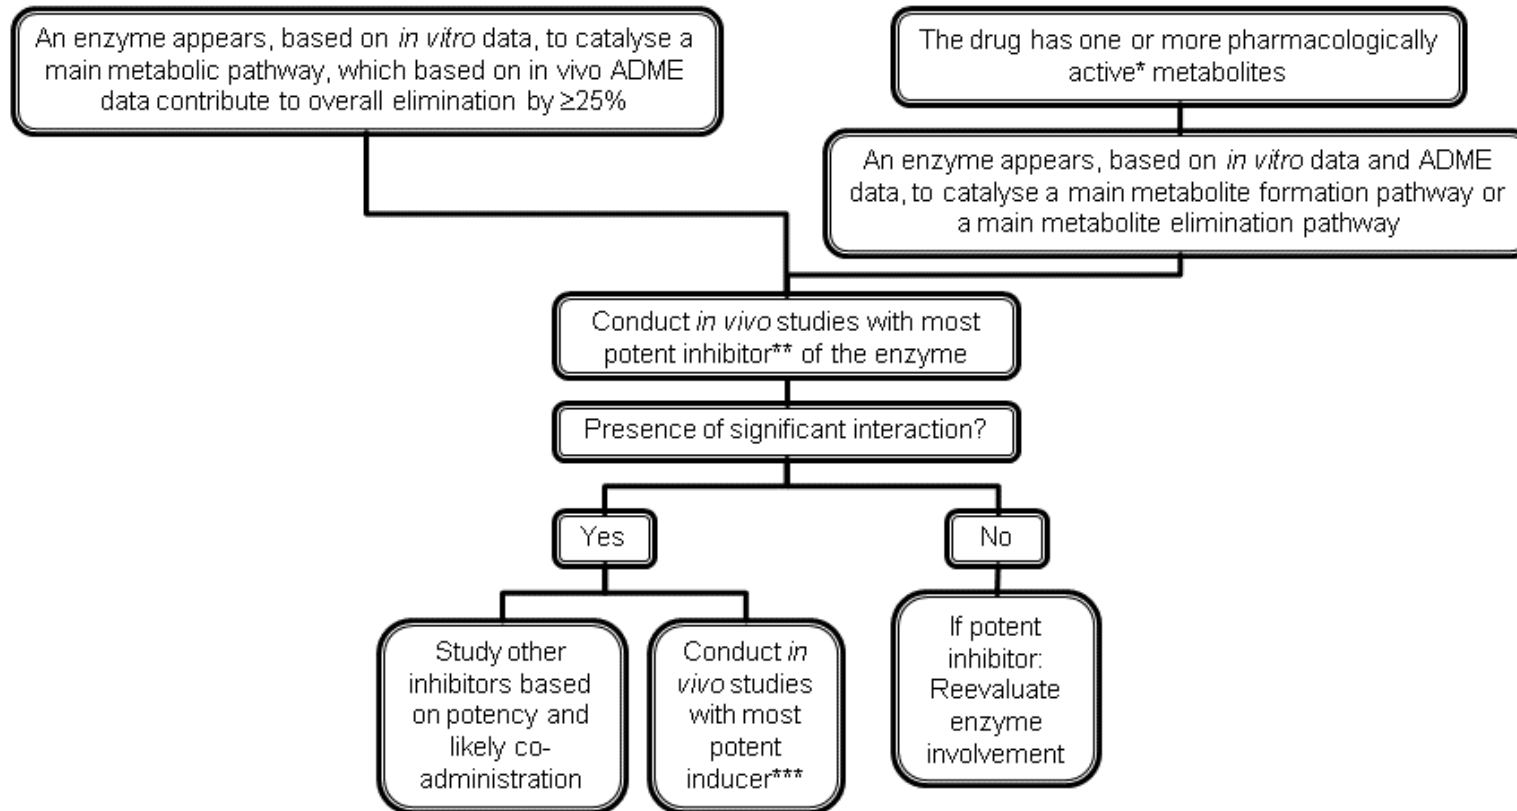 An enzyme appears, based on in vitro data, to catalyse a
main metabolic pathway, which based on in vivo ADME
data contribute to overall elimination by ≥25%
The drug has one or more pharmacologically
active* metabolites
An enzyme appears, based on in vitro data and ADME
data, to catalyse a main metabolite formation pathway or
a main metabolite elimination pathway
Conduct in vivo studies with most
potent inhibitor** of the enzyme
Presence of significant interaction?
Yes
No
Study other
inhibitors based
on potency and
likely co-
administration
Conduct in
vivo studies
with most
potent
inducer***
If potent
inhibitor:
Reevaluate
enzyme
involvement